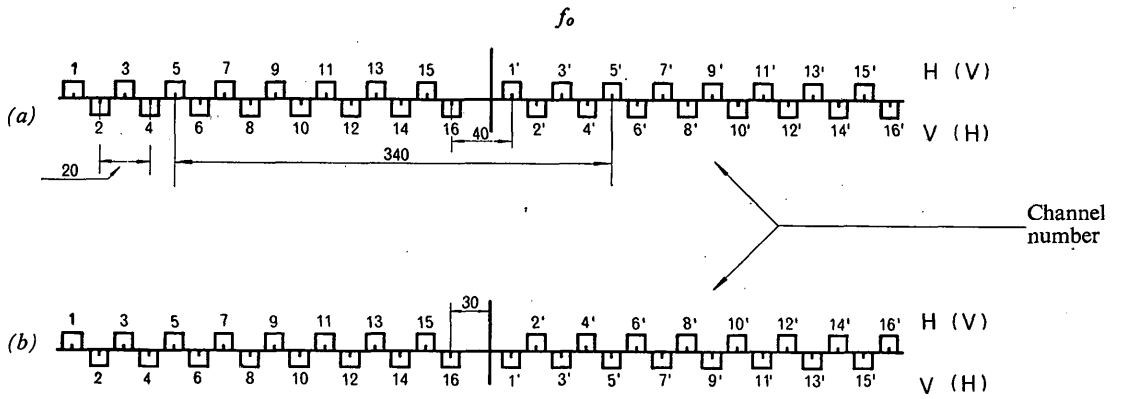 fo
1 3 5 7 9 11 13 15 1' 3' 5' 7' 9' 11' 13' 15' H (V)
(a)
2 4 6 8 10 12 14 16 40 2' 4' 6' 8' 10' 12' 14' 16' V (H)
340
20
Channel
number
30
1 3 5 7 9 11 13 15 2' 4' 6' 8' 10' 12' 14' 16' H (V)
(b)
2 4 6 8 10 12 14 16 1' 3' 5' 7' 9' 11' 13' 15' V (H)